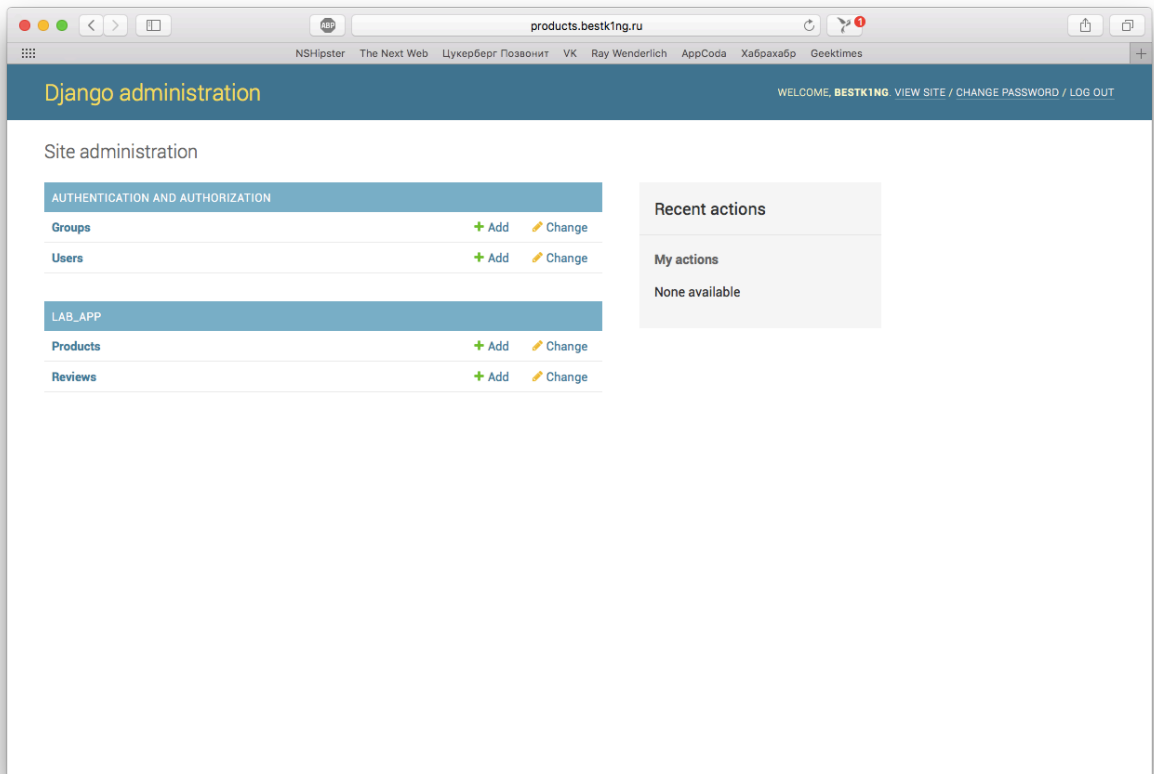 ABP
products.bestk1ng.ru
1
NSHipster The Next Web Цукерберг Позвонит VK Ray Wenderlich AppCoda Хабрахабр Geektimes
Django administration
WELCOME, BESTK1NG. VIEW SITE / CHANGE PASSWORD / LOG OUT
Site administration
AUTHENTICATION AND AUTHORIZATION
Groups + Add Change
Users + Add Change
LAB_APP
Products + Add Change
Reviews + Add Change
Recent actions
My actions
None available